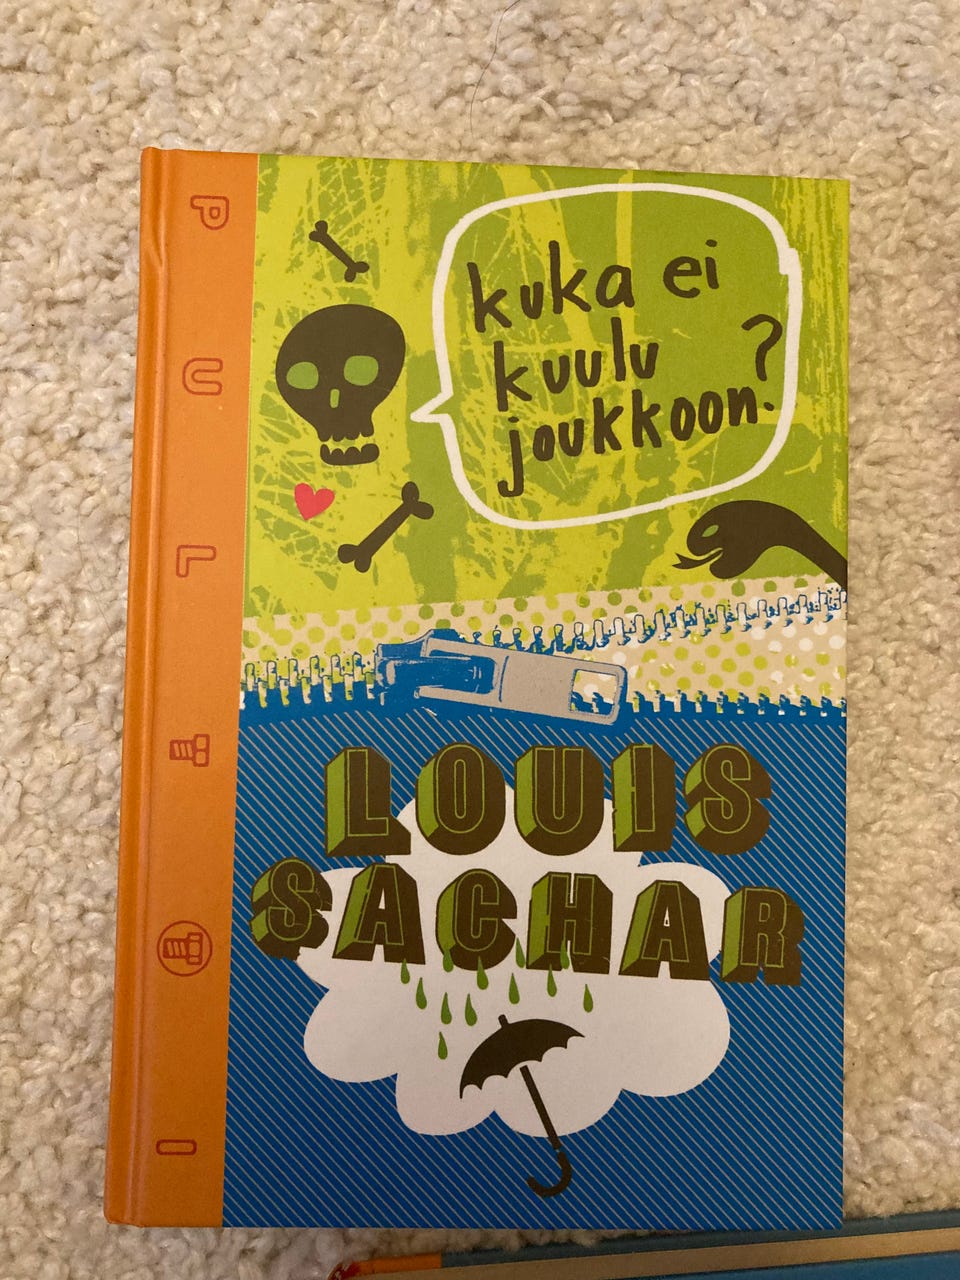 PULTTI
kuka ei
kuulu
joukkoon?
LOUIS
SACHAR